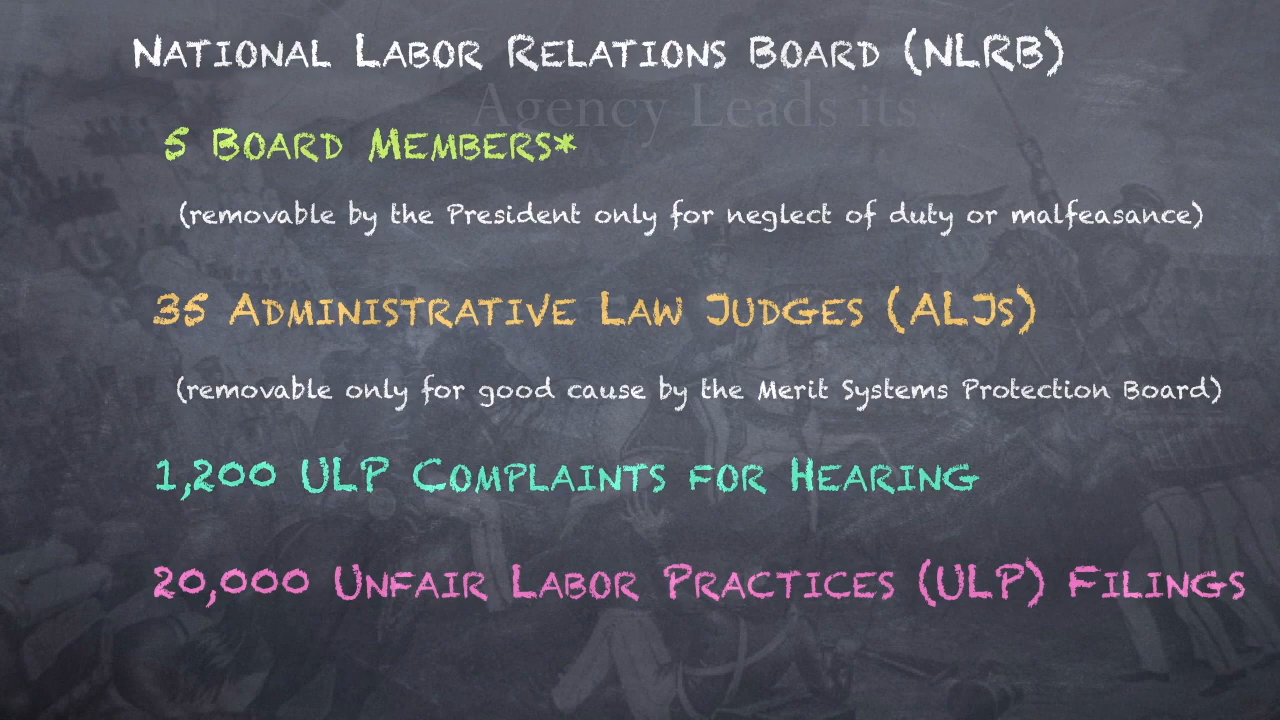 National Labor Relations Board (NLRB)
Agency Leads its
5 Board Members*
(removable by the President only for neglect of duty or malfeasance)
35 Administrative Law Judges (ALJs)
(removable only for good cause by the Merit Systems Protection Board)
1,200 ULP Complaints for Hearing
20,000 Unfair Labor Practices (ULP) Filings